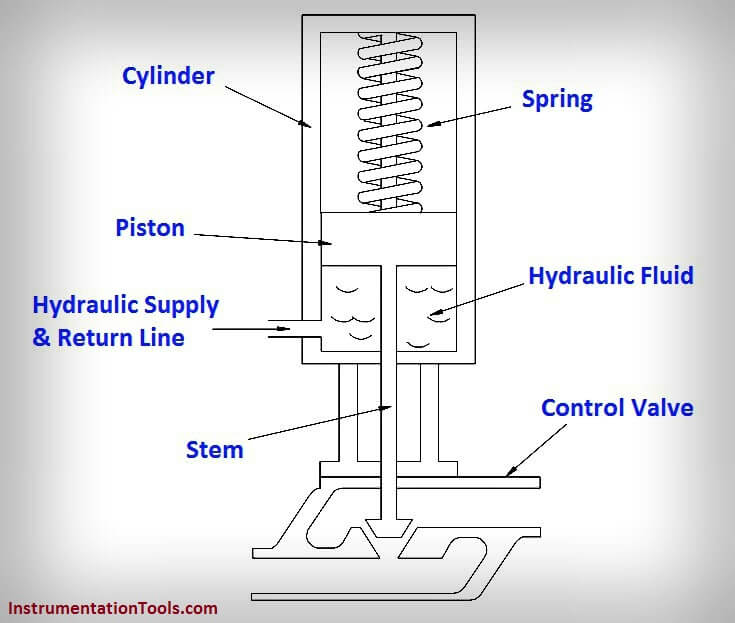 Cylinder
Spring
Piston
Hydraulic Fluid
Hydraulic Supply
& Return Line
Control Valve
Stem
InstrumentationTools.com